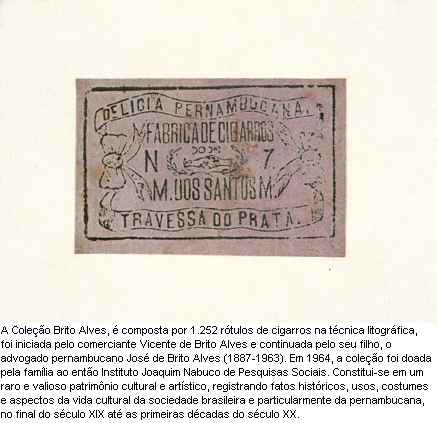 DELICIA PERNAMBUCANA.
FABRICA DE CIGARROS
N 7
M. DOS SANTOS M.
TRAVESSA DO PRATA.
A Coleção Brito Alves, é composta por 1.252 rótulos de cigarros na técnica litográfica,
foi iniciada pelo comerciante Vicente de Brito Alves e continuada pelo seu filho, o
advogado pernambucano José de Brito Alves (1887-1963). Em 1964, a coleção foi doada
pela família ao então Instituto Joaquim Nabuco de Pesquisas Sociais. Constitui-se em um
raro e valioso patrimônio cultural e artístico, registrando fatos históricos, usos, costumes
e aspectos da vida cultural da sociedade brasileira e particularmente da pernambucana,
no final do século XIX até as primeiras décadas do século XX.